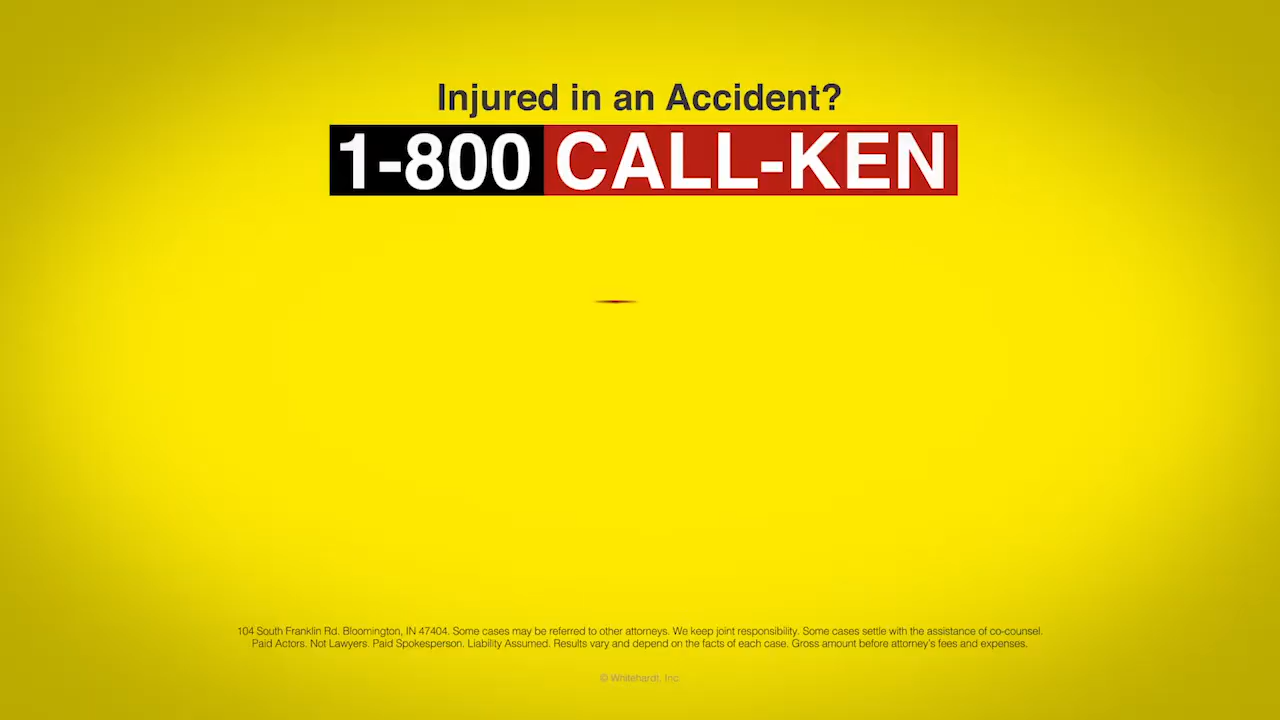 Injured in an Accident?
1-800 CALL-KEN
104 South Franklin Rd. Bloomington, IN 47404. Some cases may be referred to other attorneys. We keep joint responsibility. Some cases settle with the assistance of co-counsel.
Paid Actors. Not Lawyers. Paid Spokesperson. Liability Assumed. Results vary and depend on the facts of each case. Gross amount before attorney's fees and expenses.
© Whitehardt, Inc.